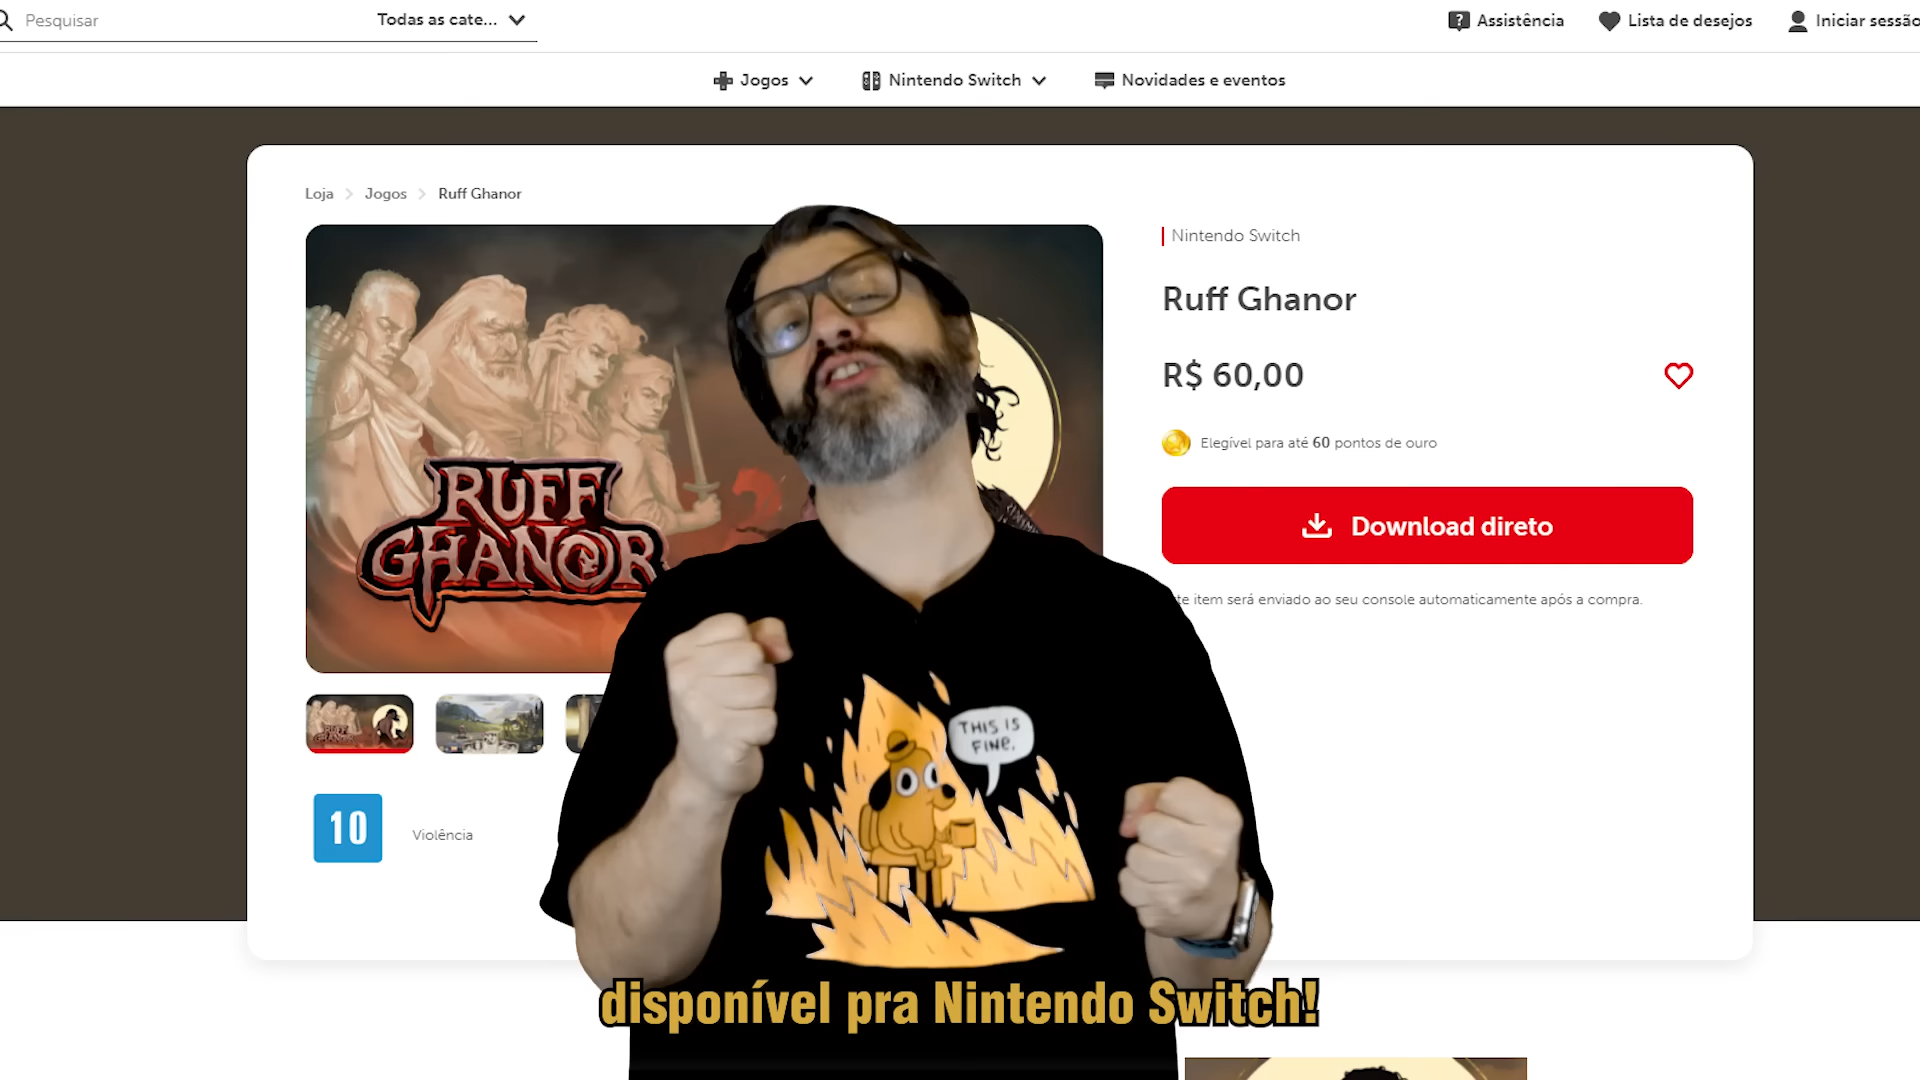 Pesquisar
Todas as cate...
Assistência
Lista de desejos
Iniciar sessão
Jogos
Nintendo Switch
Novidades e eventos
Loja
Jogos
Ruff Ghanor
RUFF
GHANOR
Nintendo Switch
Ruff Ghanor
R$ 60,00
Elegível para até 60 pontos de ouro
Download direto
te item será enviado ao seu console automaticamente após a compra.
10
Violência
THIS IS
FINE.
disponível pra Nintendo Switch!